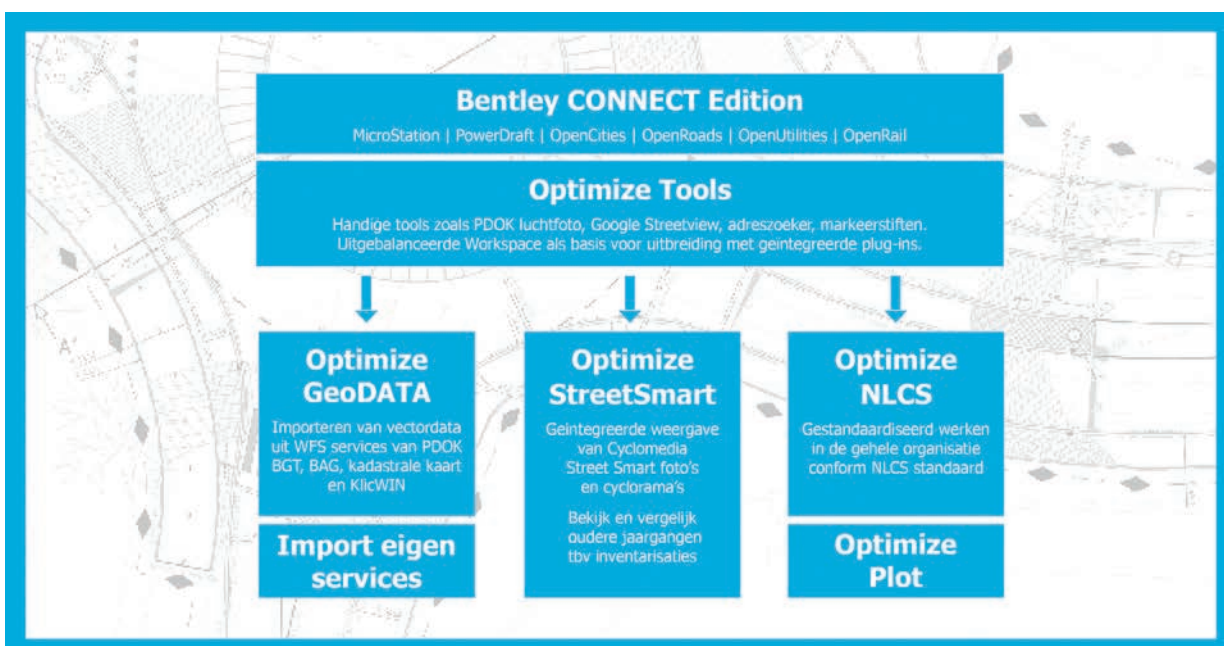 Bentley CONNECT Edition
MicroStation | PowerDraft | OpenCities | OpenRoads | OpenUtilities | OpenRail
Optimize Tools
Handige tools zoals PDOK luchtfoto, Google Streetview, adreszoeker, markeerstiften.
Uitgebalanceerde Workspace als basis voor uitbreiding met geintegreerde plug-ins.
Optimize
GeoDATA
Importeren van vectordata
uit WFS services van PDOK
BGT, BAG, kadastrale kaart
en KlicWIN
Import eigen
services
Optimize
StreetSmart
Geintegreerde weergave
van Cyclomedia
Street Smart foto's
en cyclorama's
Bekijk en vergelijk
oudere jaargangen
tbv inventarisaties
Optimize
NLCS
Gestandaardiseerd werken
in de gehele organisatie
conform NLCS standaard
Optimize
Plot
A'